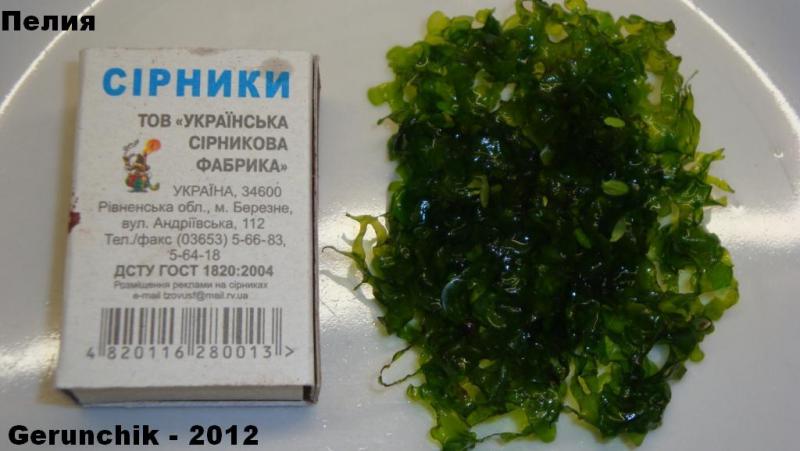 Пелия
СІРНИКИ
ТОВ «УКРАЇНСЬКА
СІРНИКОВА
ФАБРИКА»
УКРАЇНА, 34600
Рівненська обл., м. Березне,
вул. Андріївська, 112
Тел./факс (03653) 5-66-83,
5-64-18
ДСТУ ГОСТ 1820:2004
Розміщення реклами на сірниках
e-mail tzovusf@mail.rv.ua
4 820116 280013 >
Gerunchik - 2012